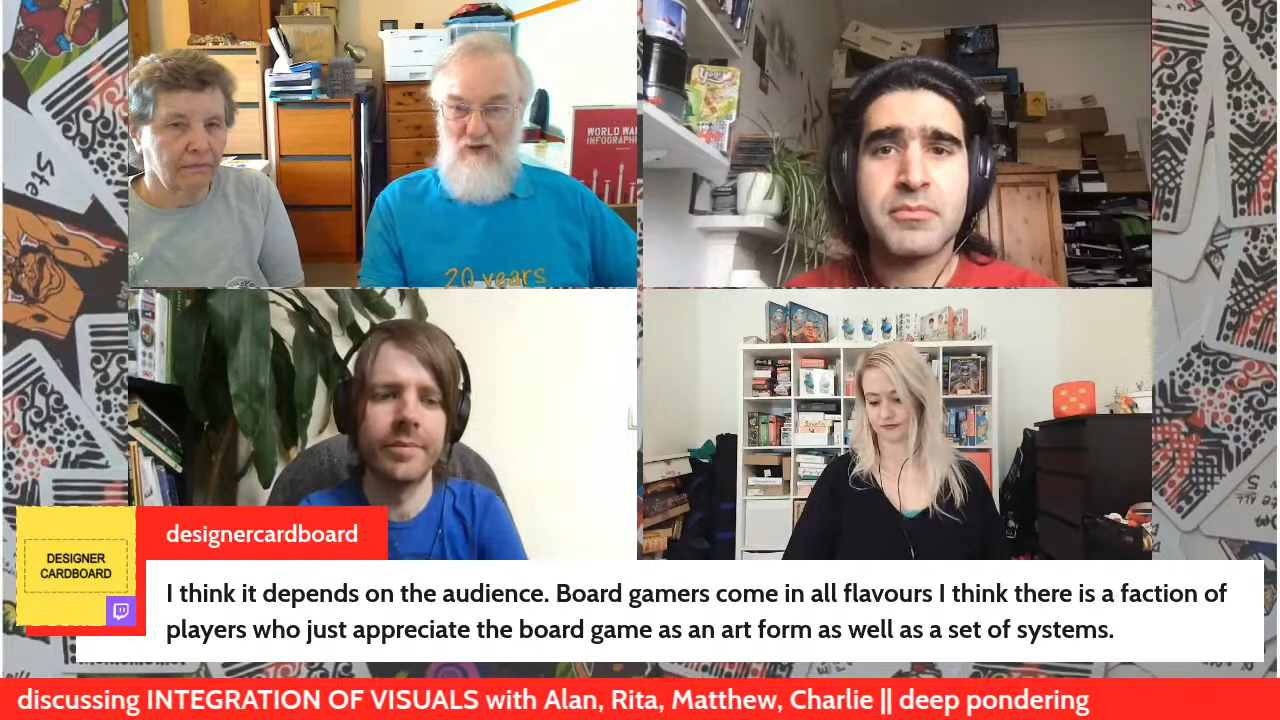 WORLD WAR
INFOGRAPHI
Yogi
20 years
Ste
designercardboard
DESIGNER
CARDBOARD
I think it depends on the audience. Board gamers come in all flavours I think there is a faction of
players who just appreciate the board game as an art form as well as a set of systems.
discussing INTEGRATION OF VISUALS with Alan, Rita, Matthew, Charlie || deep pondering